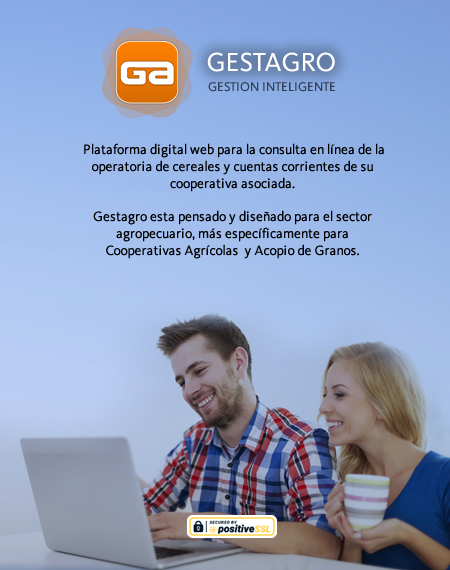 GA
GESTAGRO
GESTION INTELIGENTE
Plataforma digital web para la consulta en línea de la
operatoria de cereales y cuentas corrientes de su
cooperativa asociada.
Gestagro esta pensado y diseñado para el sector
agropecuario, más específicamente para
Cooperativas Agrícolas y Acopio de Granos.
SECURED BY
positiveSSL